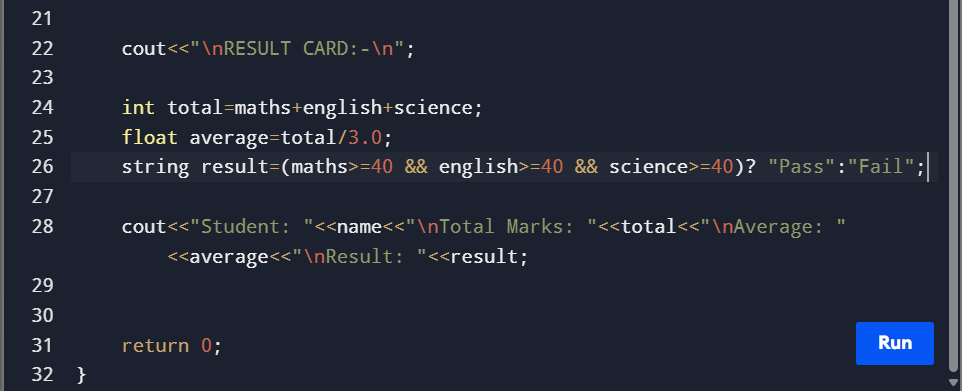 21
22 cout<<"\nRESULT CARD:-\n";
23
24 int total=maths+english+science;
25 float average=total/3.0;
26 string result=(maths>=40 && english>=40 && science>=40)? "Pass":"Fail";
27
28 cout<<"Student: "<<name<<"\nTotal Marks: "<<total<<"\nAverage: "
<<average<<"\nResult: "<<result;
29
30
31 return 0;
Run
32 }